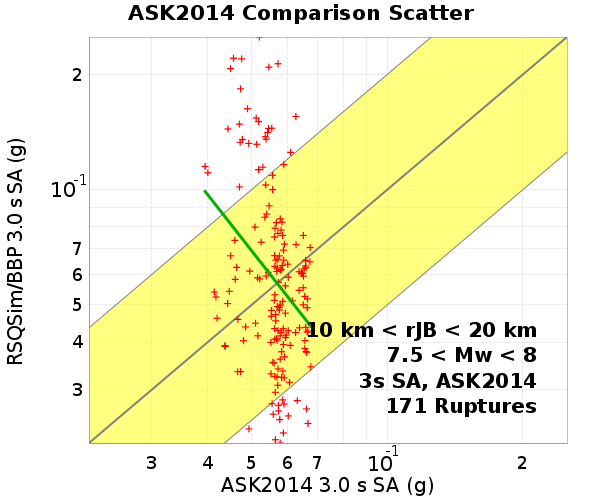 ASK2014 Comparison Scatter
RSQSim/BBP 3.0 s SA (g)
2
10-1
7
6
5
4
3
10 km < rJB < 20 km
7.5 < Mw < 8
3s SA, ASK2014
171 Ruptures
3 4 5 6 7 10-1 2
ASK2014 3.0 s SA (g)